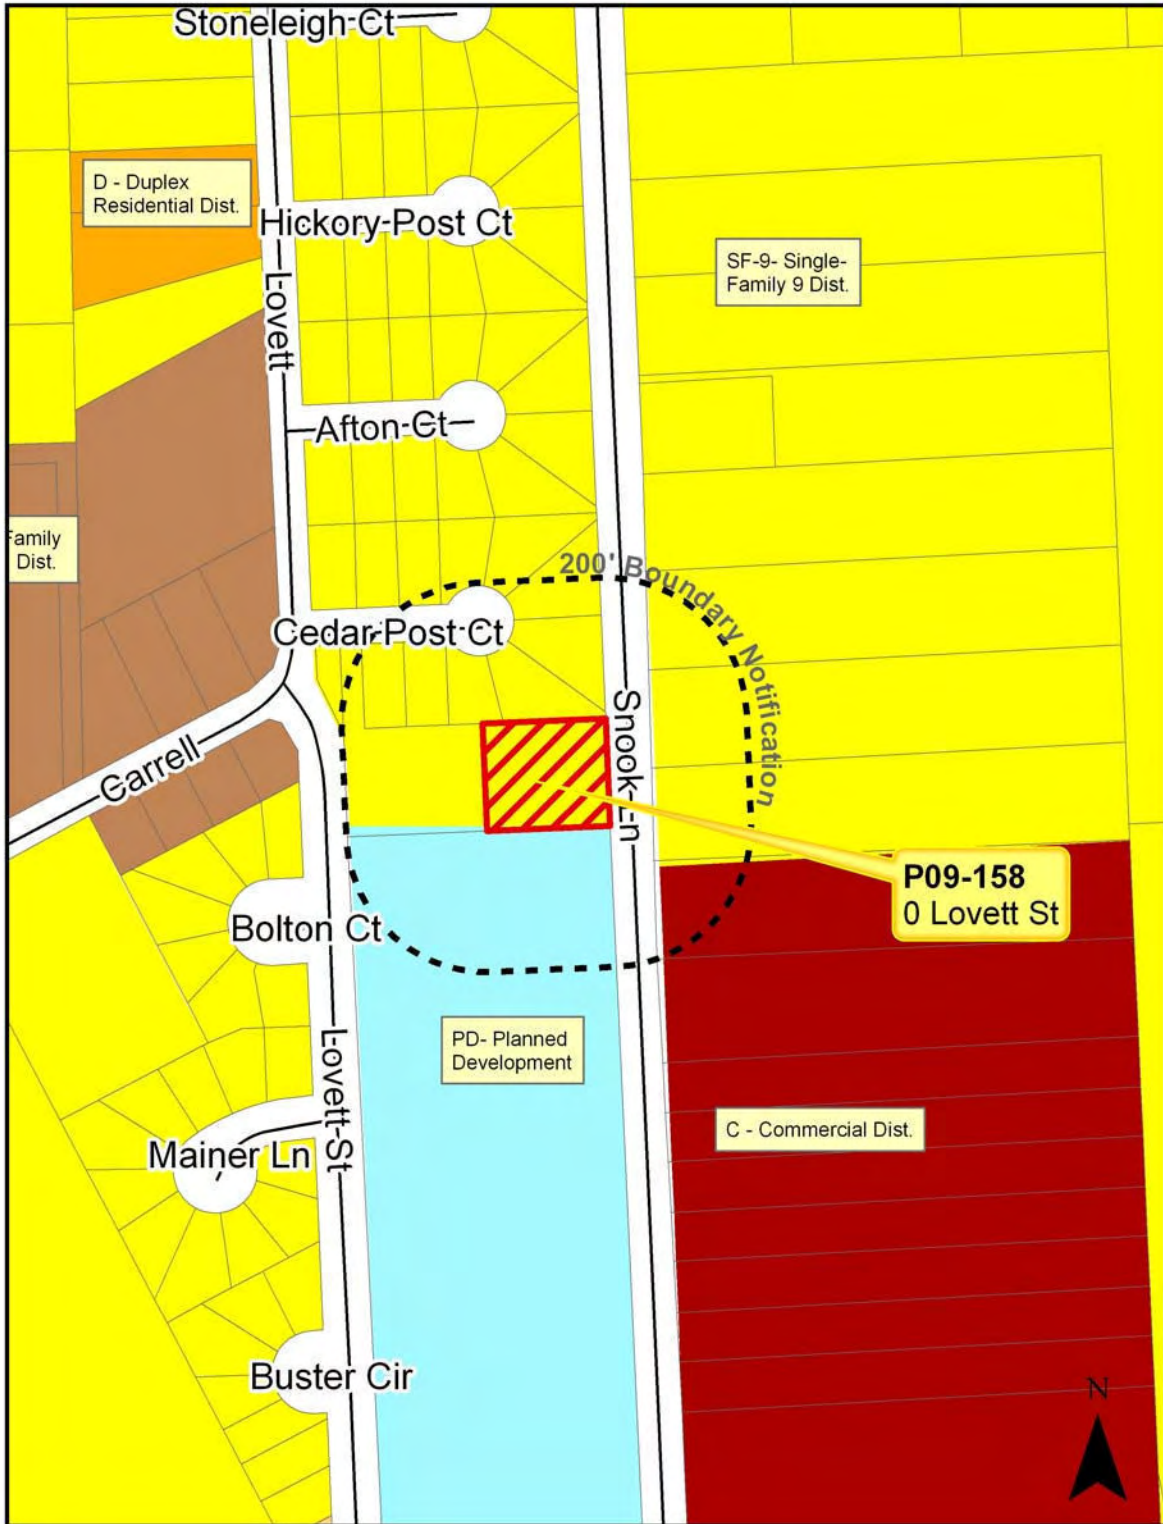 Stoneleigh Ct
D - Duplex
Residential Dist.
Hickory Post Ct
SF-9- Single-
Family 9 Dist.
Lovett
Afton Ct
Family
Dist.
200' Boundary Notification
Cedar Post Ct
Snook Ln
Carrell
P09-158
0 Lovett St
Bolton Ct
PD- Planned
Development
Lovett St
C - Commercial Dist.
Mainer Ln
Buster Cir
N